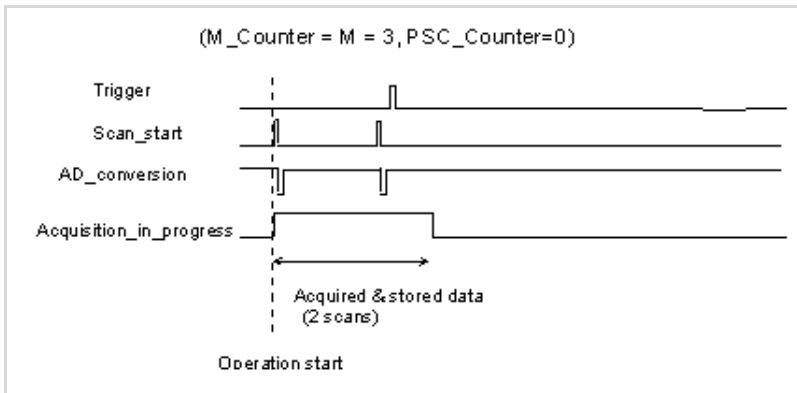 (M_Counter = M = 3, PSC_Counter=0)
Trigger
Scan_start
AD_conversion
Acquisition_in_progress
Acquired & stored data
(2 scans)
Operation start